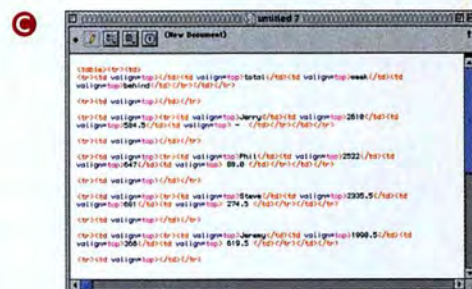 C
untitled 7
(New Document)
<table><tr><td>
<tr><td valign=top></td><td valign=top>total</td><td valign=top>week</td><td
valign=top>behind</td></tr></td></tr>
<tr><td valign=top></td></tr>
<tr><td valign=top><tr><td valign=top>Jerry</td><td valign=top>2610</td><td
valign=top>584.5</td><td valign=top> - </td></tr></td></tr>
<tr><td valign=top></td></tr>
<tr><td valign=top><tr><td valign=top>Phil</td><td valign=top>2522</td><td
valign=top>647</td><td valign=top> 88.0 </td></tr></td></tr>
<tr><td valign=top></td></tr>
<tr><td valign=top><tr><td valign=top>Steve</td><td valign=top>2335.5</td><td
valign=top>681</td><td valign=top> 274.5 </td></tr></td></tr>
<tr><td valign=top></td></tr>
<tr><td valign=top><tr><td valign=top>Jeremy</td><td valign=top>1990.5</td><td
valign=top>366</td><td valign=top> 619.5 </td></tr></td></tr>
<tr><td valign=top></td></tr>